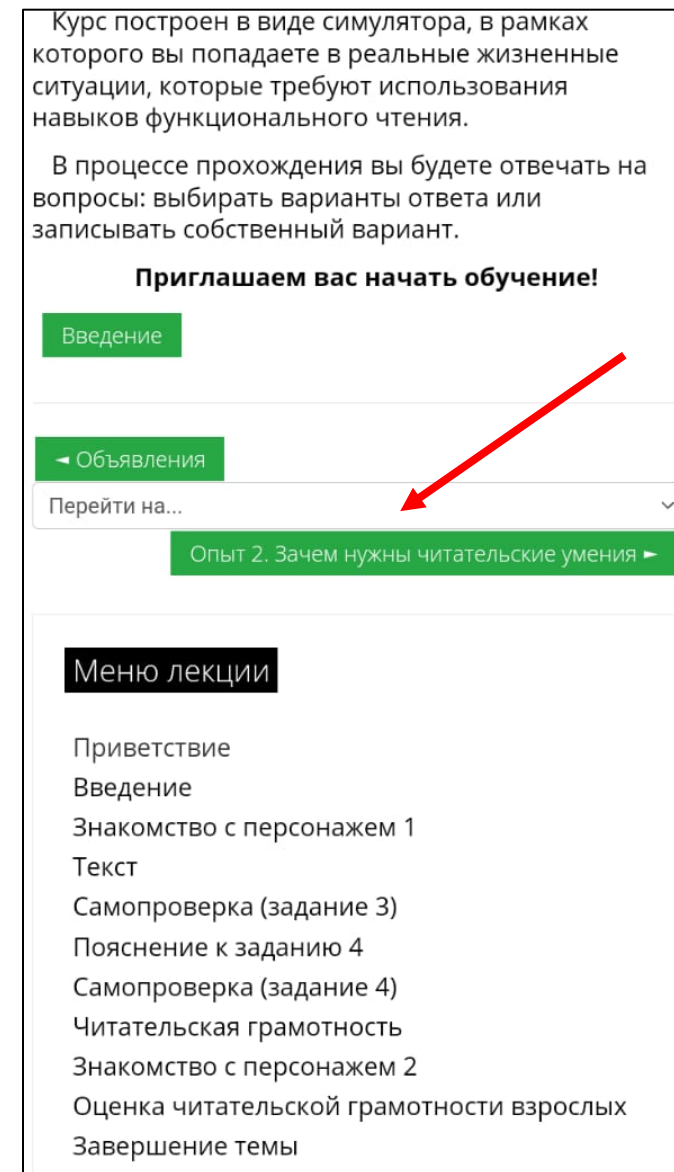 Курс построен в виде симулятора, в рамках
которого вы попадаете в реальные жизненные
ситуации, которые требуют использования
навыков функционального чтения.
В процессе прохождения вы будете отвечать на
вопросы: выбирать варианты ответа или
записывать собственный вариант.
Приглашаем вас начать обучение!
Введение
◄ Объявления
Перейти на...
Опыт 2. Зачем нужны читательские умения ►
Меню лекции
Приветствие
Введение
Знакомство с персонажем 1
Текст
Самопроверка (задание 3)
Пояснение к заданию 4
Самопроверка (задание 4)
Читательская грамотность
Знакомство с персонажем 2
Оценка читательской грамотности взрослых
Завершение темы